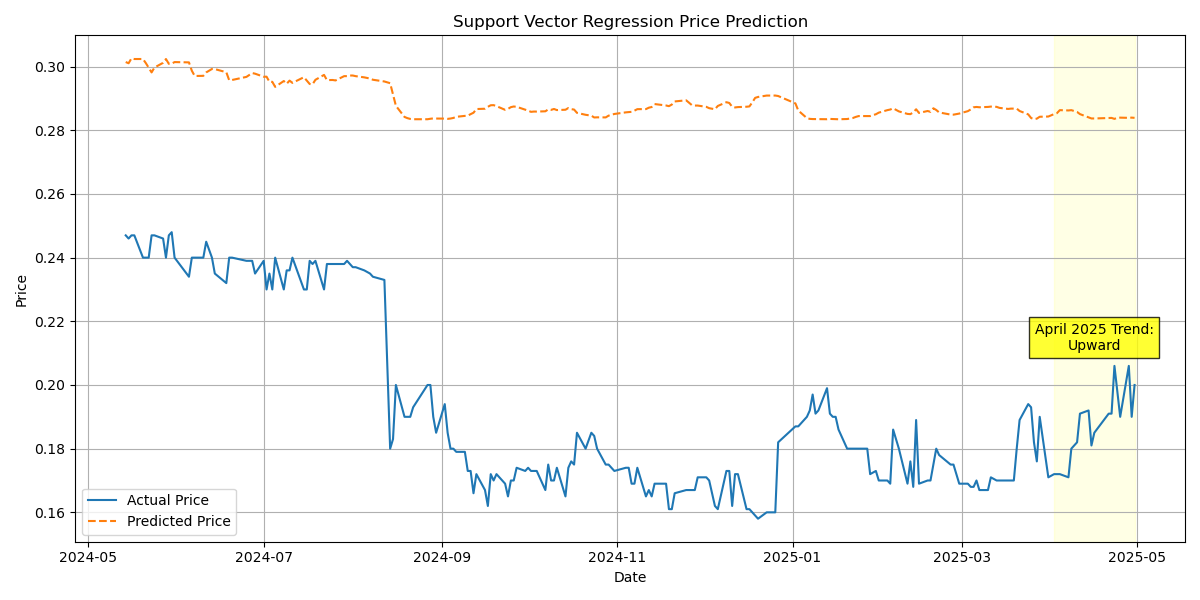 Support Vector Regression Price Prediction
Price
0.30
0.28
0.26
0.24
0.22
0.20
0.18
0.16
April 2025 Trend:
Upward
Actual Price
Predicted Price
2024-05
2024-07
2024-09
2024-11
2025-01
2025-03
2025-05
Date